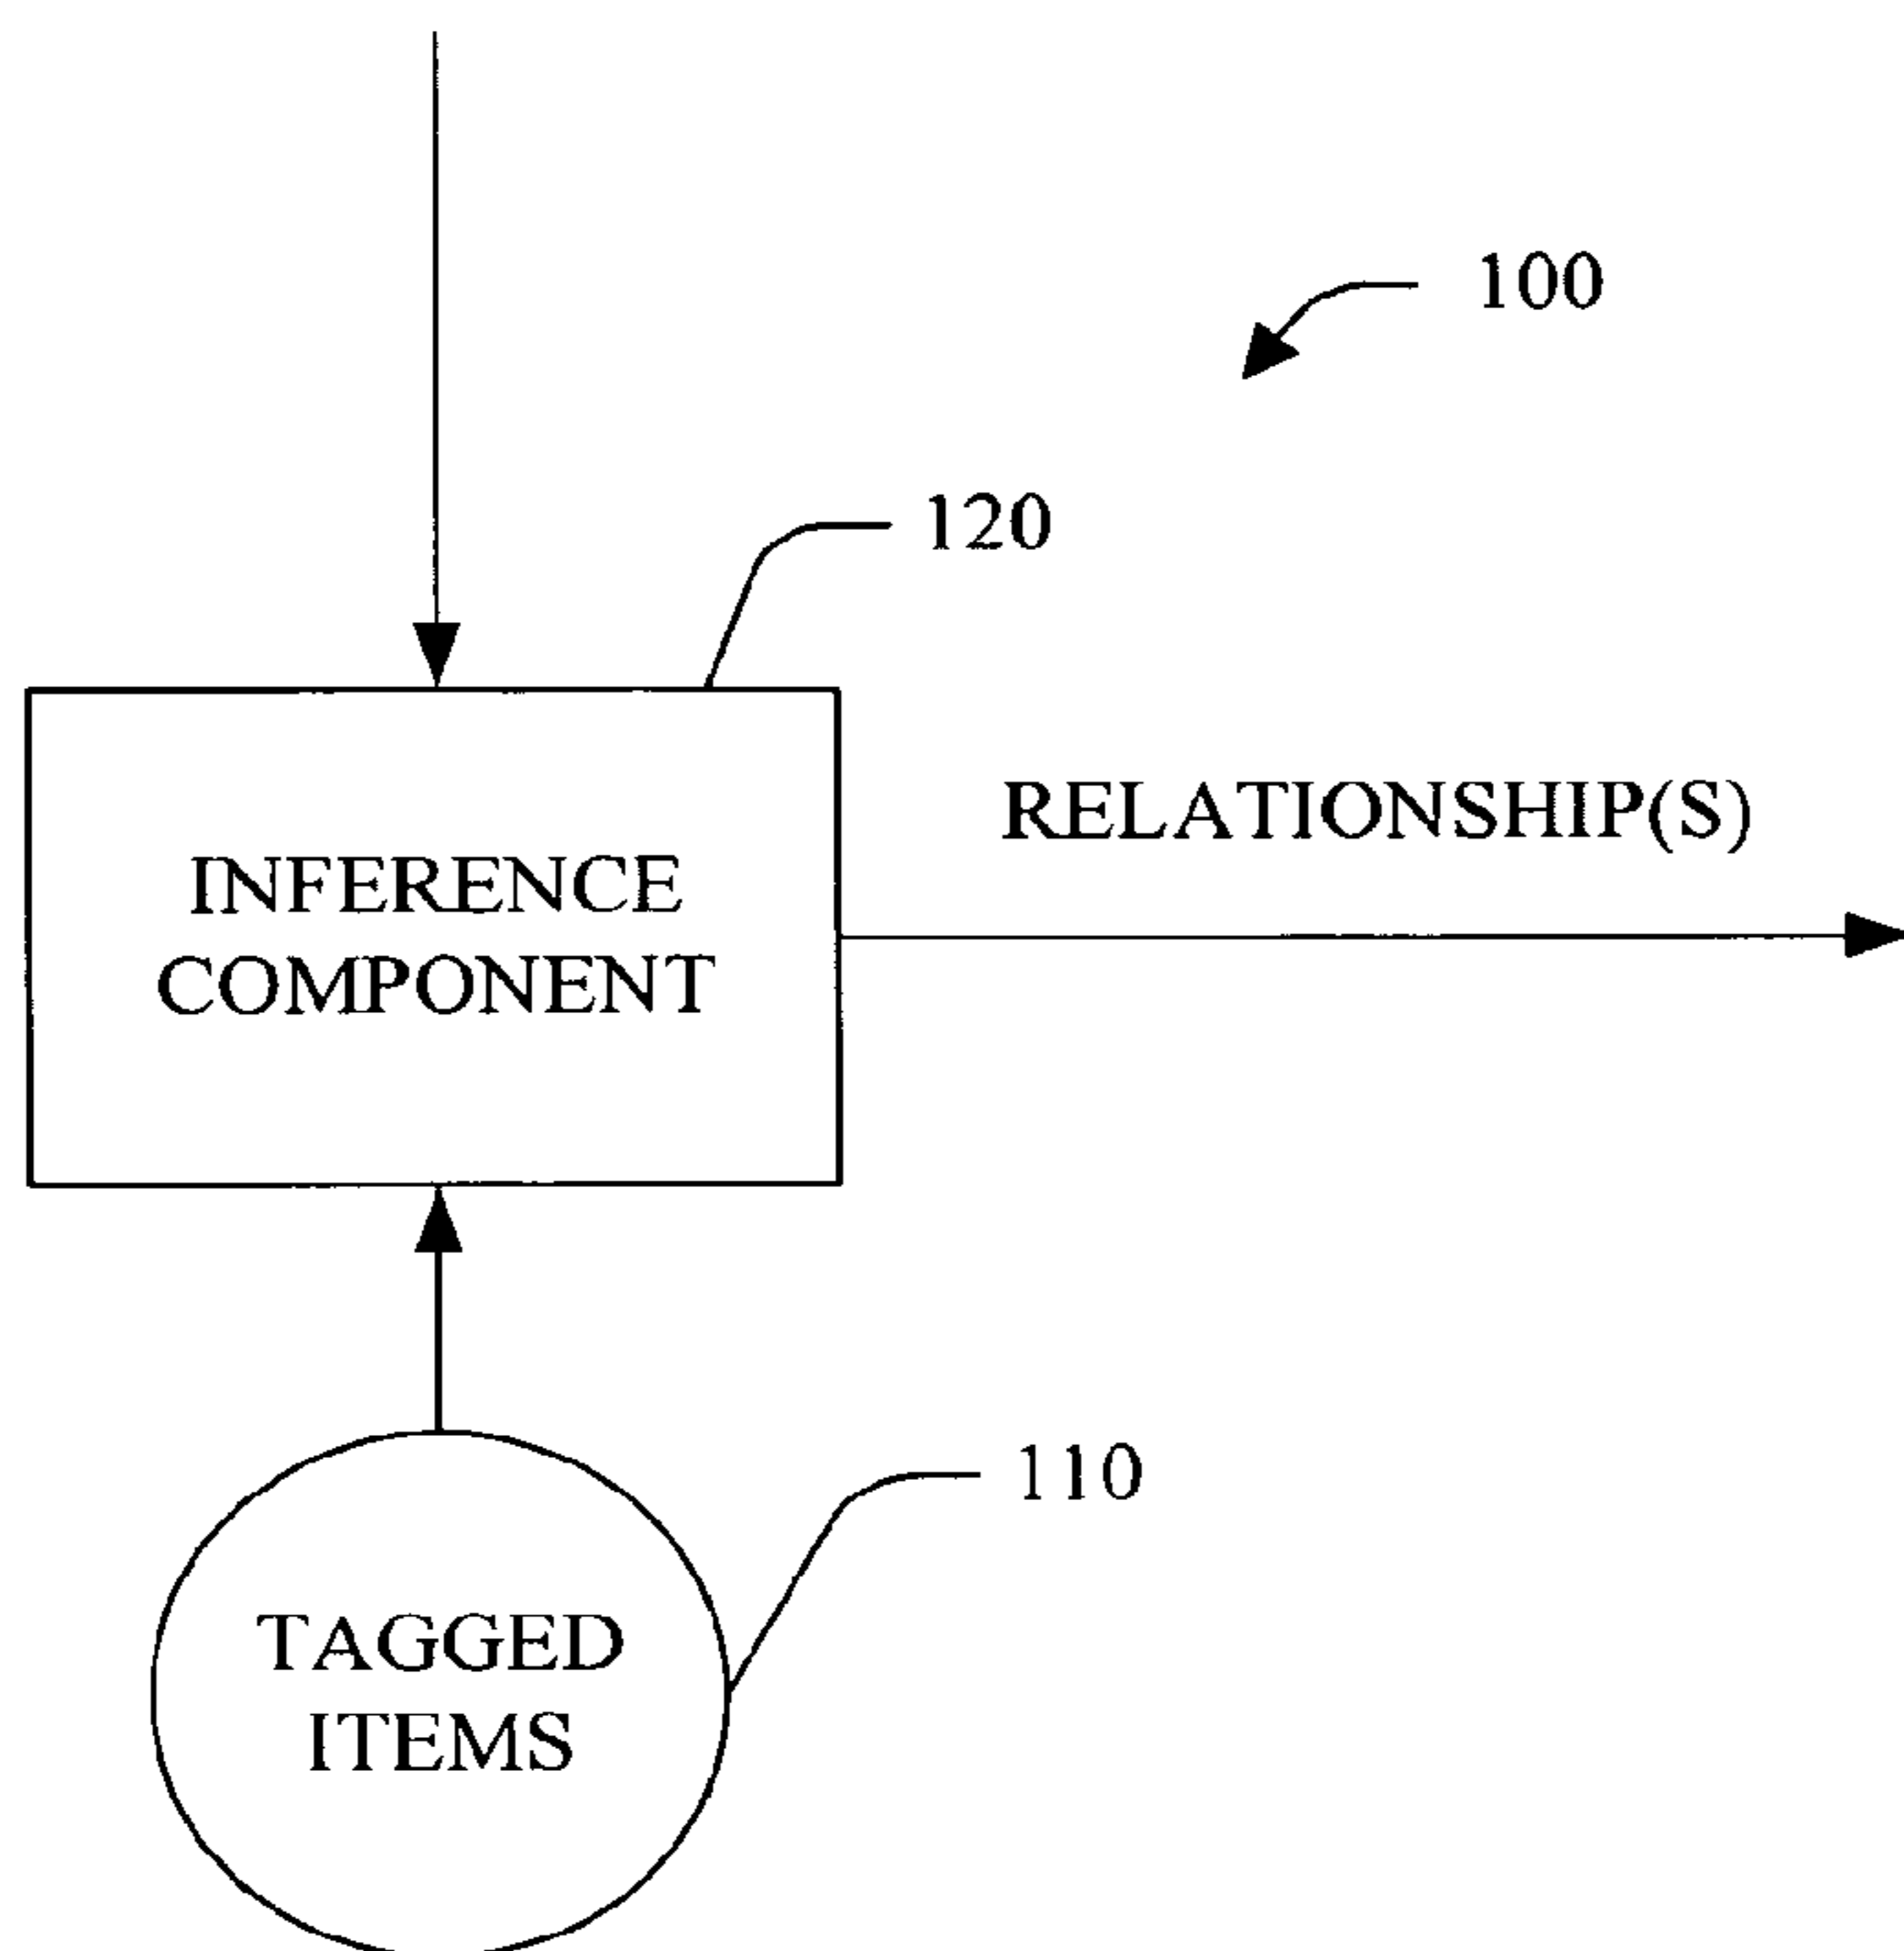 100
120
RELATIONSHIP(S)
INFERENCE
COMPONENT
110
TAGGED
ITEMS